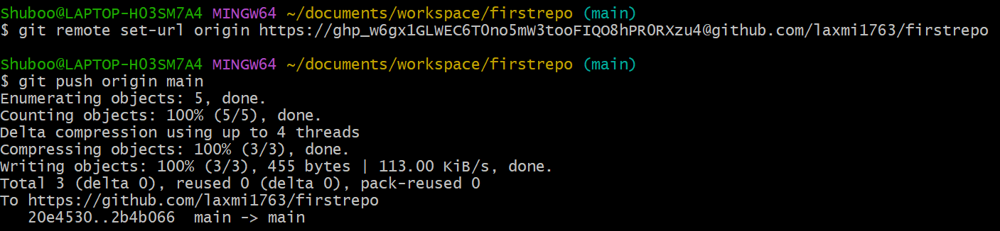 Shuboo@LAPTOP-H03SM7A4 MINGW64 ~/documents/workspace/firstrepo (main)
$ git remote set-url origin https://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@github.com/laxmi1763/firstrepo
Shuboo@LAPTOP-H03SM7A4 MINGW64 ~/documents/workspace/firstrepo (main)
$ git push origin main
Enumerating objects: 5, done.
Counting objects: 100% (5/5), done.
Delta compression using up to 4 threads
Compressing objects: 100% (3/3), done.
Writing objects: 100% (3/3), 455 bytes | 113.00 KiB/s, done.
Total 3 (delta 0), reused 0 (delta 0), pack-reused 0
To https://github.com/laxmi1763/firstrepo
   20e4530..2b4b066  main -> main